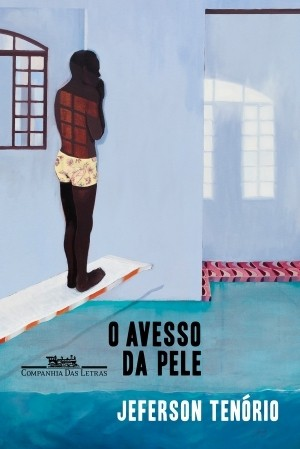 O AVESSO
DA PELE
COMPANHIA DAS LETRAS
JEFERSON TENÓRIO